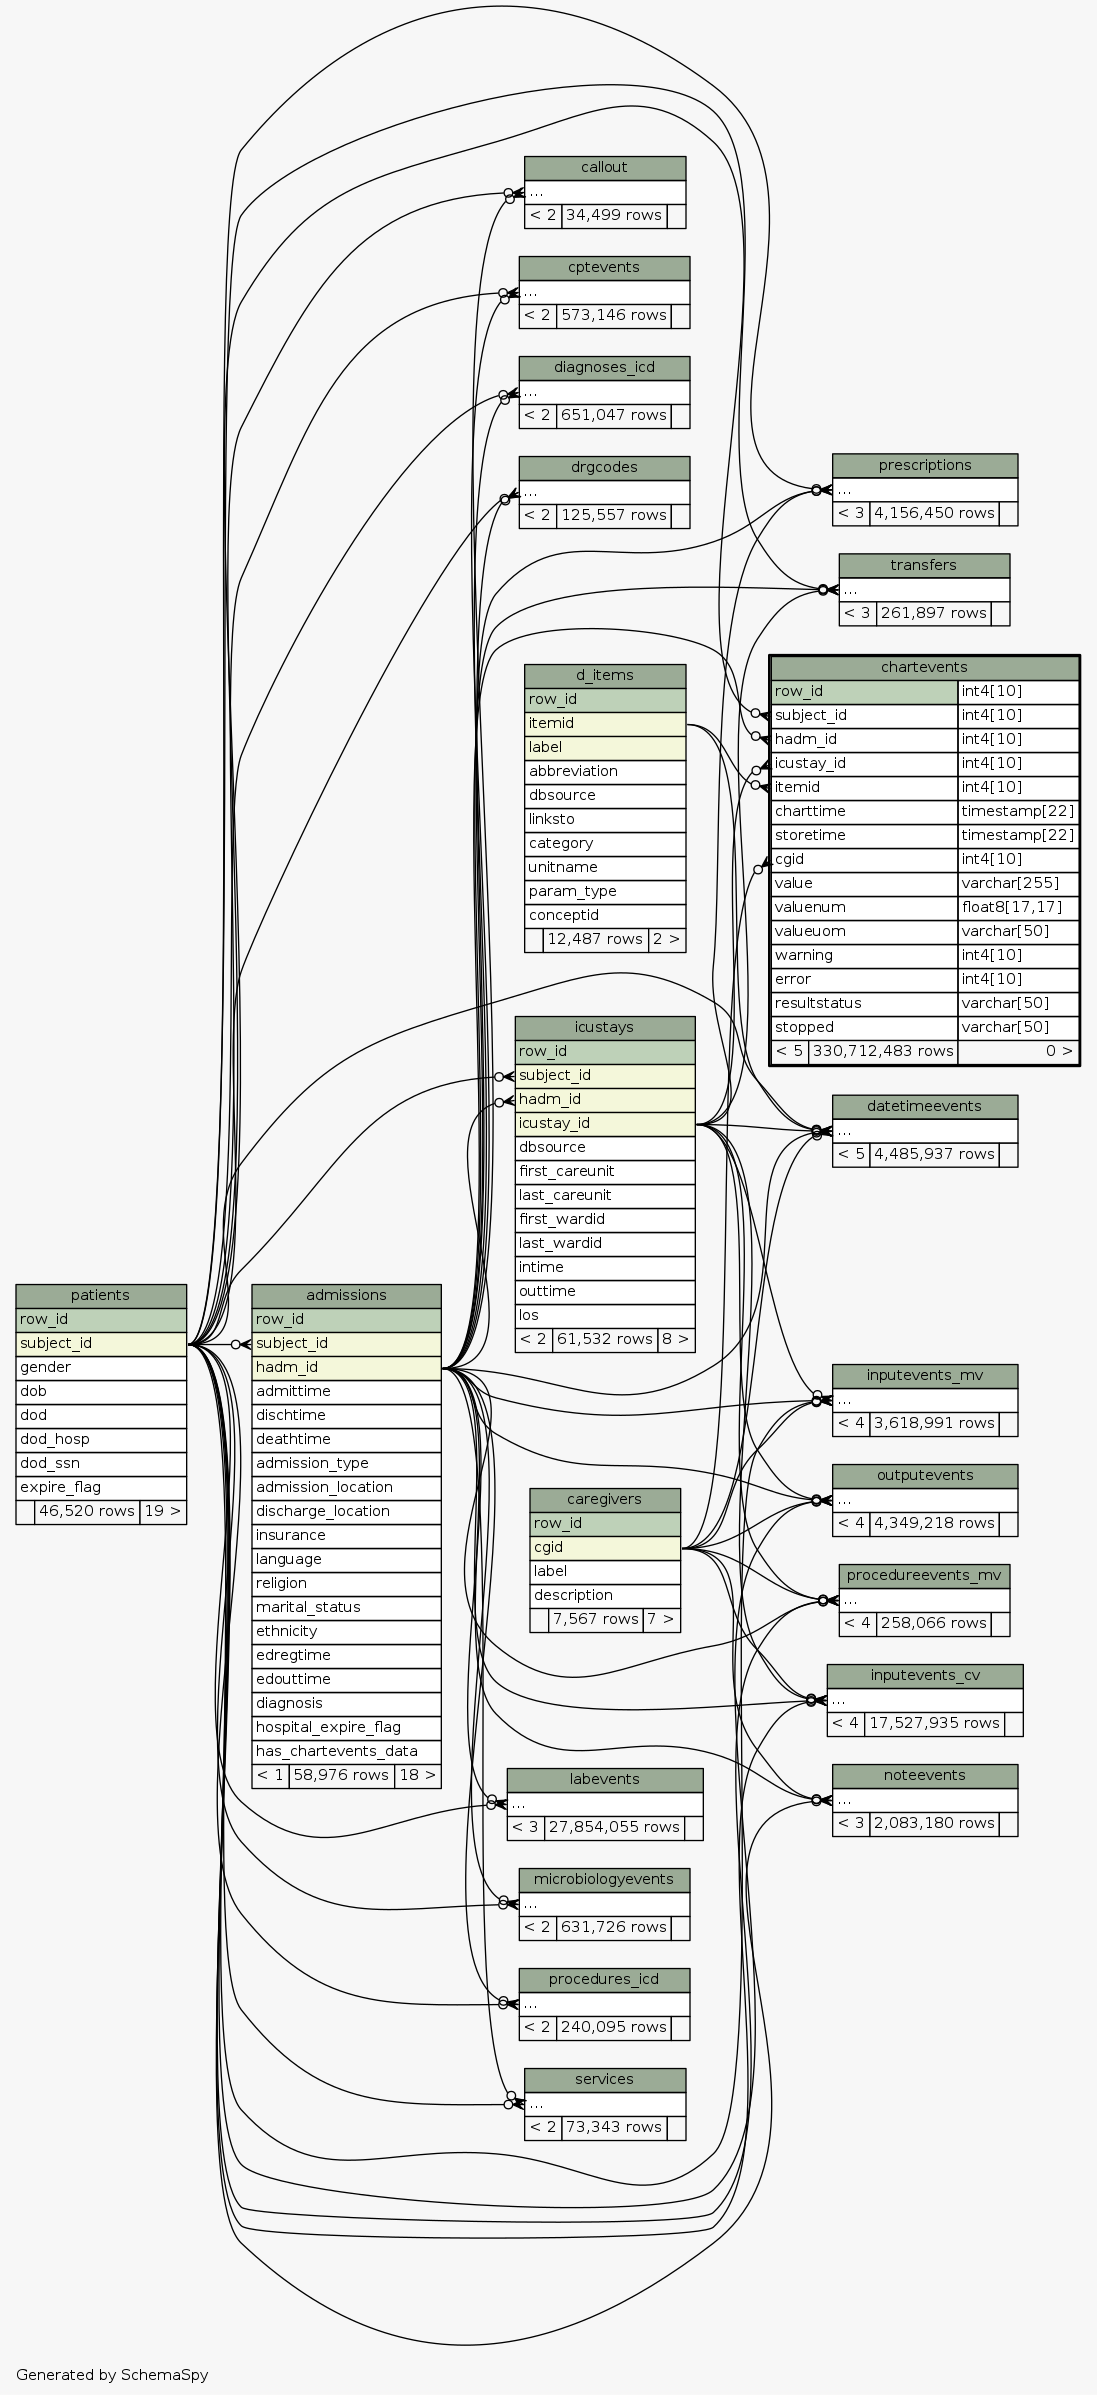 callout
...
< 2 34,499 rows
cptevents
...
< 2 573,146 rows
diagnoses_icd
...
< 2 651,047 rows
drgcodes
...
< 2 125,557 rows
prescriptions
...
< 3 4,156,450 rows
transfers
...
< 3 261,897 rows
d_items
row_id
itemid
label
abbreviation
dbsource
linksto
category
unitname
param_type
conceptid
12,487 rows 2 >
chartevents
row_id int4[10]
subject_id int4[10]
hadm_id int4[10]
icustay_id int4[10]
itemid int4[10]
charttime timestamp[22]
storetime timestamp[22]
cgid int4[10]
value varchar[255]
valuenum float8[17,17]
valueuom varchar[50]
warning int4[10]
error int4[10]
resultstatus varchar[50]
stopped varchar[50]
< 5 330,712,483 rows 0 >
icustays
row_id
subject_id
hadm_id
icustay_id
dbsource
first_careunit
last_careunit
first_wardid
last_wardid
intime
outtime
los
< 2 61,532 rows 8 >
datetimeevents
...
< 5 4,485,937 rows
patients
row_id
subject_id
gender
dob
dod
dod_hosp
dod_ssn
expire_flag
46,520 rows 19 >
admissions
row_id
subject_id
hadm_id
admittime
dischtime
deathtime
admission_type
admission_location
discharge_location
insurance
language
religion
marital_status
ethnicity
edregtime
edouttime
diagnosis
hospital_expire_flag
has_chartevents_data
< 1 58,976 rows 18 >
inputevents_mv
...
< 4 3,618,991 rows
outputevents
...
< 4 4,349,218 rows
caregivers
row_id
cgid
label
description
7,567 rows 7 >
procedureevents_mv
...
< 4 258,066 rows
inputevents_cv
...
< 4 17,527,935 rows
noteevents
...
< 3 2,083,180 rows
labevents
...
< 3 27,854,055 rows
microbiologyevents
...
< 2 631,726 rows
procedures_icd
...
< 2 240,095 rows
services
...
< 2 73,343 rows
Generated by SchemaSpy